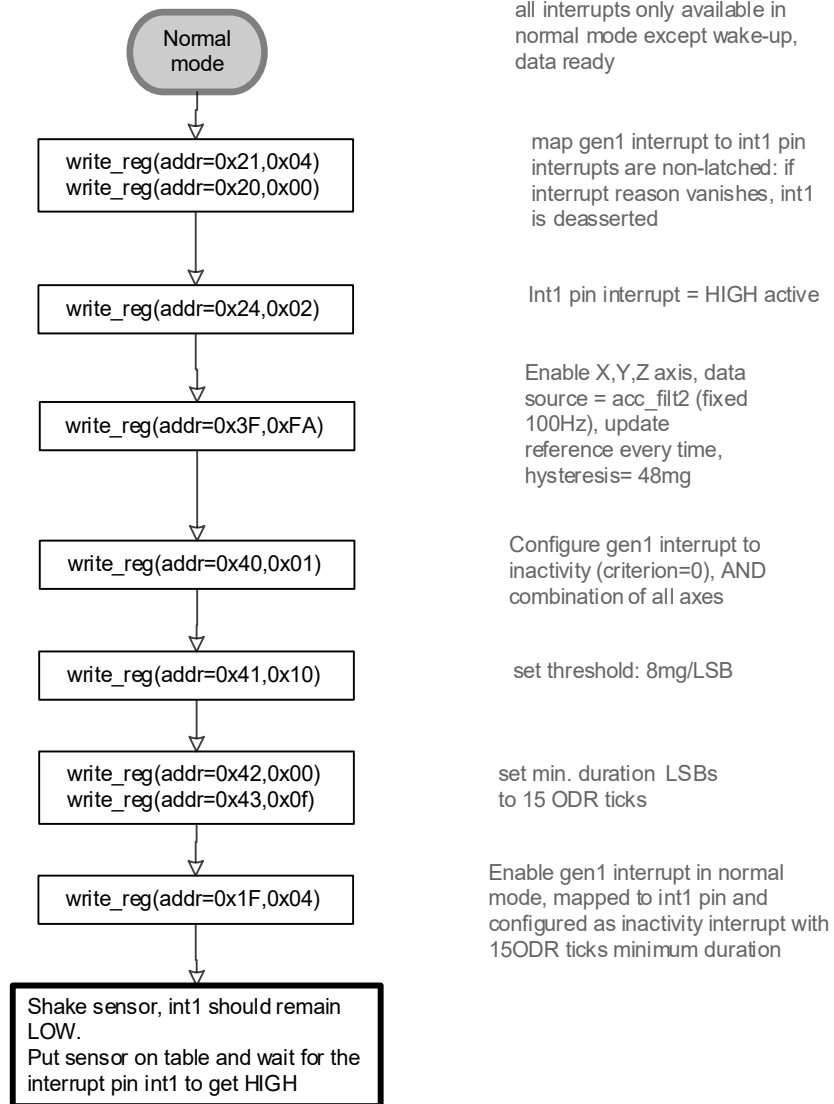 all interrupts only available in
normal mode except wake-up,
data ready
Normal
mode
write_reg(addr=0x21,0x04)
write_reg(addr=0x20,0x00)
map gen1 interrupt to int1 pin
interrupts are non-latched: if
interrupt reason vanishes, int1
is deasserted
write_reg(addr=0x24,0x02)
Int1 pin interrupt = HIGH active
write_reg(addr=0x3F,0xFA)
Enable X,Y,Z axis, data
source = acc_filt2 (fixed
100Hz), update
reference every time,
hysteresis= 48mg
write_reg(addr=0x40,0x01)
Configure gen1 interrupt to
inactivity (criterion=0), AND
combination of all axes
write_reg(addr=0x41,0x10)
set threshold: 8mg/LSB
write_reg(addr=0x42,0x00)
write_reg(addr=0x43,0x0f)
set min. duration LSBs
to 15 ODR ticks
write_reg(addr=0x1F,0x04)
Enable gen1 interrupt in normal
mode, mapped to int1 pin and
configured as inactivity interrupt with
15ODR ticks minimum duration
Shake sensor, int1 should remain
LOW.
Put sensor on table and wait for the
interrupt pin int1 to get HIGH